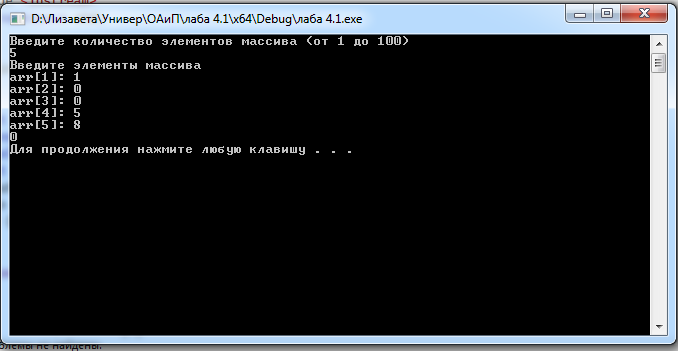 <iostream>
D:\Лизавета\Универ\ОАиП\лаба 4.1\x64\Debug\лаба 4.1.exe
Введите количество элементов массива (от 1 до 100)
5
Введите элементы массива
arr[1]: 1
arr[2]: 0
arr[3]: 0
arr[4]: 5
arr[5]: 8
0
Для продолжения нажмите любую клавишу . . .
блемы не найдены.